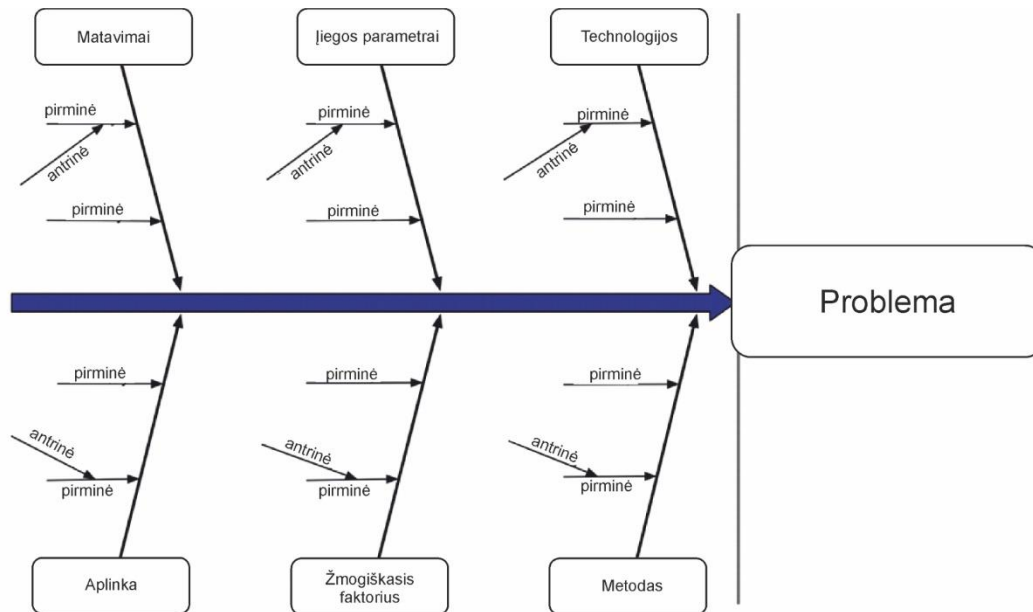 Matavimai
Įiegos parametrai
Technologijos
pirminė
pirminė
pirminė
antrinė
antrinė
antrinė
pirminė
pirminė
pirminė
Problema
pirminė
pirminė
pirminė
antrinė
antrinė
antrinė
pirminė
pirminė
pirminė
Aplinka
Žmogiškasis
faktorius
Metodas